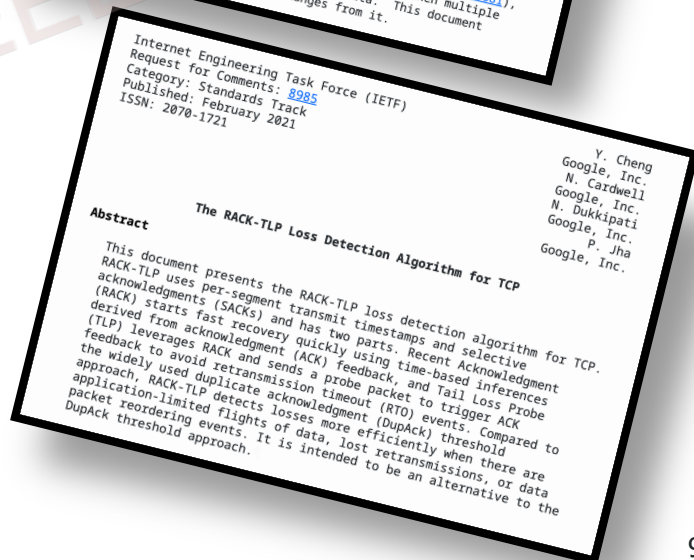 multiple
This document
anges from it.
Internet Engineering Task Force (IETF)
Request for Comments: 8985
Category: Standards Track
Published: February 2021
ISSN: 2070-1721
Y. Cheng
Google, Inc.
N. Cardwell
Google, Inc.
N. Dukkipati
Google, Inc.
P. Jha
Google, Inc.
The RACK-TLP Loss Detection Algorithm for TCP
Abstract
This document presents the RACK-TLP loss detection algorithm for TCP.
RACK-TLP uses per-segment transmit timestamps and selective
acknowledgments (SACKs) and has two parts. Recent Acknowledgment
(RACK) starts fast recovery quickly using time-based inferences
derived from acknowledgment (ACK) feedback, and Tail Loss Probe
(TLP) leverages RACK and sends a probe packet to trigger ACK
feedback to avoid retransmission timeout (RTO) events. Compared to
the widely used duplicate acknowledgment (DupAck) threshold
approach, RACK-TLP detects losses more efficiently when there are
application-limited flights of data, lost retransmissions, or data
packet reordering events. It is intended to be an alternative to the
DupAck threshold approach.